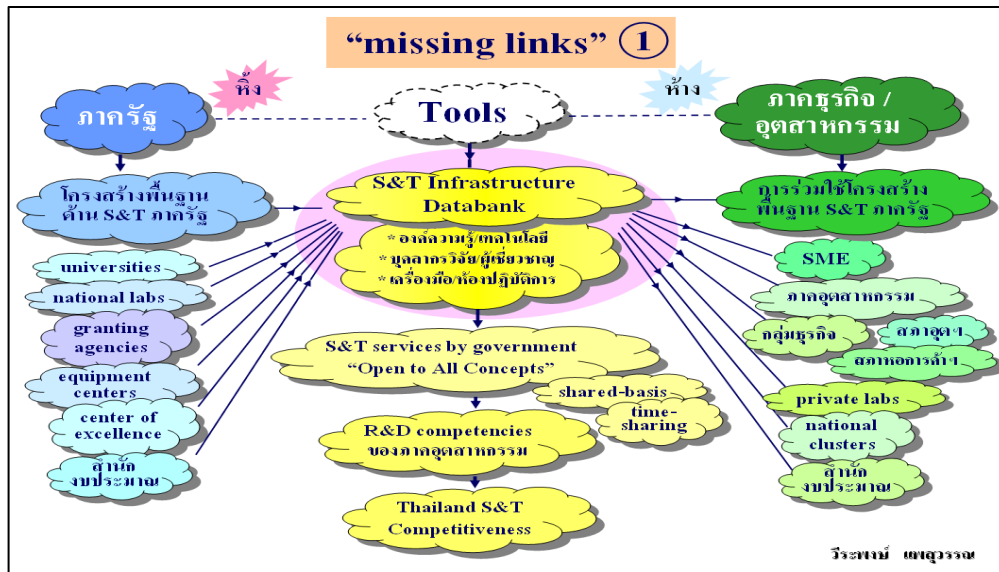 “missing links” 1
หิ้ง
ห้าง
ภาครัฐ
Tools
ภาคธุรกิจ /
อุตสาหกรรม
โครงสร้างพื้นฐาน
ด้าน S&T ภาครัฐ
S&T Infrastructure
Databank
การร่วมใช้โครงสร้าง
พื้นฐาน S&T ภาครัฐ
* องค์ความรู้/เทคโนโลยี
* บุคลากรวิจัย/ผู้เชี่ยวชาญ
* เครื่องมือ/ห้องปฏิบัติการ
universities
national labs
granting
agencies
equipment
centers
center of
excellence
สำนัก
งบประมาณ
S&T services by government
“Open to All Concepts”
shared-basis
time-
sharing
R&D competencies
ของภาคอุตสาหกรรม
Thailand S&T
Competitiveness
SME
ภาคอุตสาหกรรม
กลุ่มธุรกิจ
สภาอุตฯ
สภาหอการค้าฯ
private labs
national
clusters
สำนัก
งบประมาณ
วีระพงษ์ แพสุวรรณ